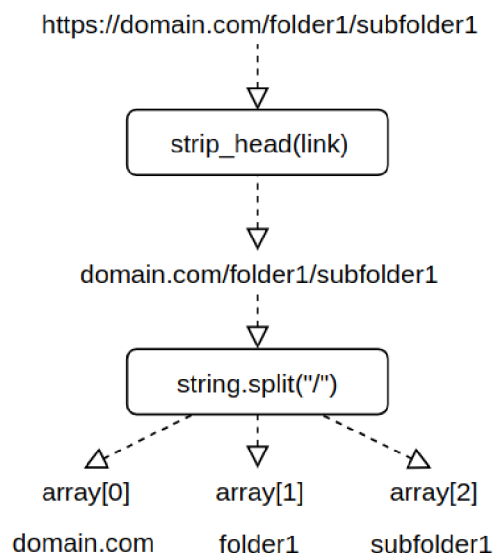 https://domain.com/folder1/subfolder1
strip_head(link)
domain.com/folder1/subfolder1
string.split("/")
array[0] array[1] array[2]
domain.com folder1 subfolder1